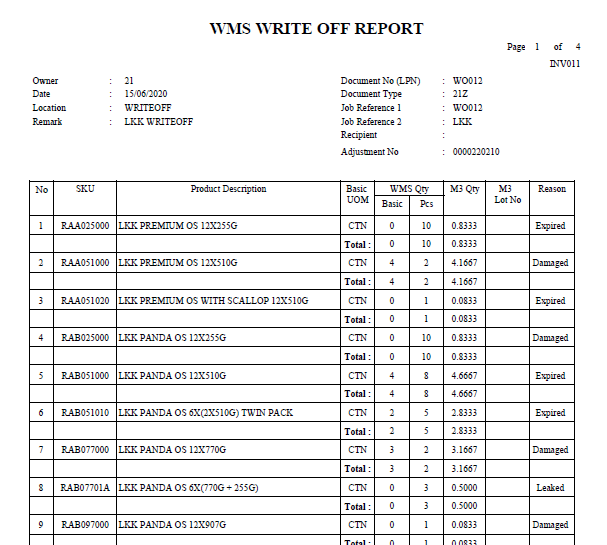 WMS WRITE OFF REPORT
Page 1 of 4
INV011
Owner : 21 Document No (LPN) : WO012
Date : 15/06/2020 Document Type : 21Z
Location : WRITEOFF Job Reference 1 : WO012
Remark : LKK WRITEOFF Job Reference 2 : LKK
Recipient :
Adjustment No : 0000220210
No SKU Product Description Basic UOM WMS Qty M3 Qty M3 Lot No Reason
Basic Pcs
1 RAA025000 LKK PREMIUM OS 12X255G CTN 0 10 0.8333 Expired
Total : 0 10 0.8333
2 RAA051000 LKK PREMIUM OS 12X510G CTN 4 2 4.1667 Damaged
Total : 4 2 4.1667
3 RAA051020 LKK PREMIUM OS WITH SCALLOP 12X510G CTN 0 1 0.0833 Expired
Total : 0 1 0.0833
4 RAB025000 LKK PANDA OS 12X255G CTN 0 10 0.8333 Damaged
Total : 0 10 0.8333
5 RAB051000 LKK PANDA OS 12X510G CTN 4 8 4.6667 Expired
Total : 4 8 4.6667
6 RAB051010 LKK PANDA OS 6X(2X510G) TWIN PACK CTN 2 5 2.8333 Expired
Total : 2 5 2.8333
7 RAB077000 LKK PANDA OS 12X770G CTN 3 2 3.1667 Damaged
Total : 3 2 3.1667
8 RAB07701A LKK PANDA OS 6X(770G + 255G) CTN 0 3 0.5000 Leaked
Total : 0 3 0.5000
9 RAB097000 LKK PANDA OS 12X907G CTN 0 1 0.0833 Damaged
Total : 0 1 0.0833